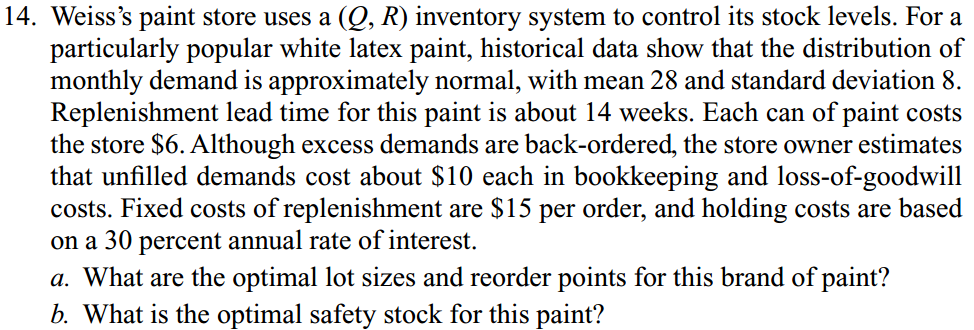 14. Weiss’s paint store uses a (Q, R) inventory system to control its stock levels. For a
particularly popular white latex paint, historical data show that the distribution of
monthly demand is approximately normal, with mean 28 and standard deviation 8.
Replenishment lead time for this paint is about 14 weeks. Each can of paint costs
the store $6. Although excess demands are back-ordered, the store owner estimates
that unfilled demands cost about $10 each in bookkeeping and loss-of-goodwill
costs. Fixed costs of replenishment are $15 per order, and holding costs are based
on a 30 percent annual rate of interest.
a. What are the optimal lot sizes and reorder points for this brand of paint?
b. What is the optimal safety stock for this paint?